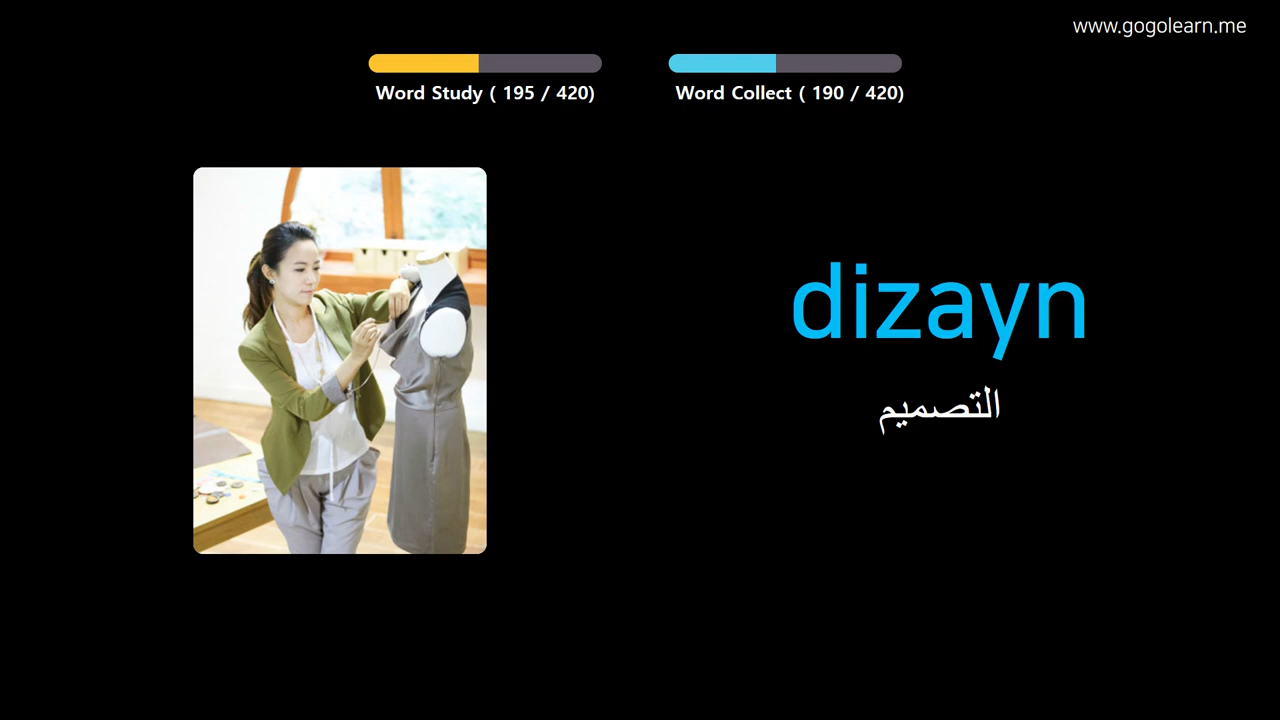 www.gogolearn.me
Word Study ( 195 / 420)
Word Collect ( 190 / 420)
dizayn
التصميم